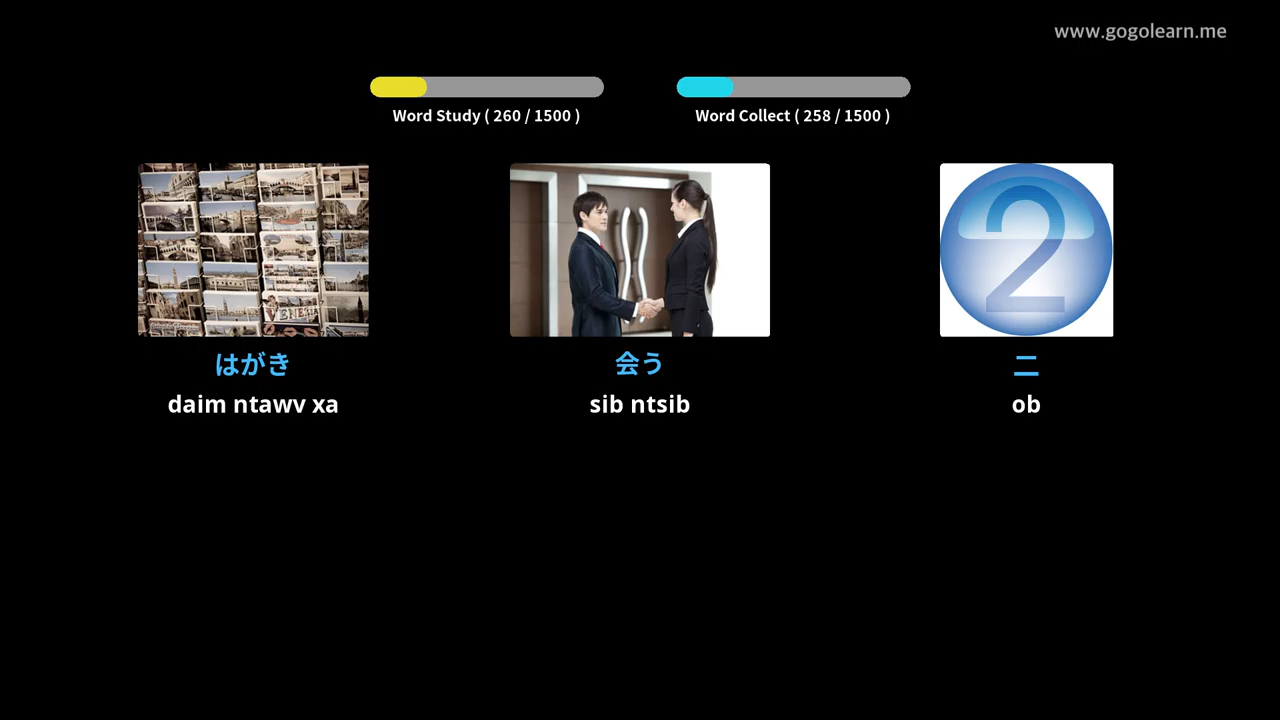 www.gogolearn.me
Word Study ( 260 / 1500 )
Word Collect ( 258 / 1500 )
2
はがき
会う
二
daim ntawv xa
sib ntsib
ob